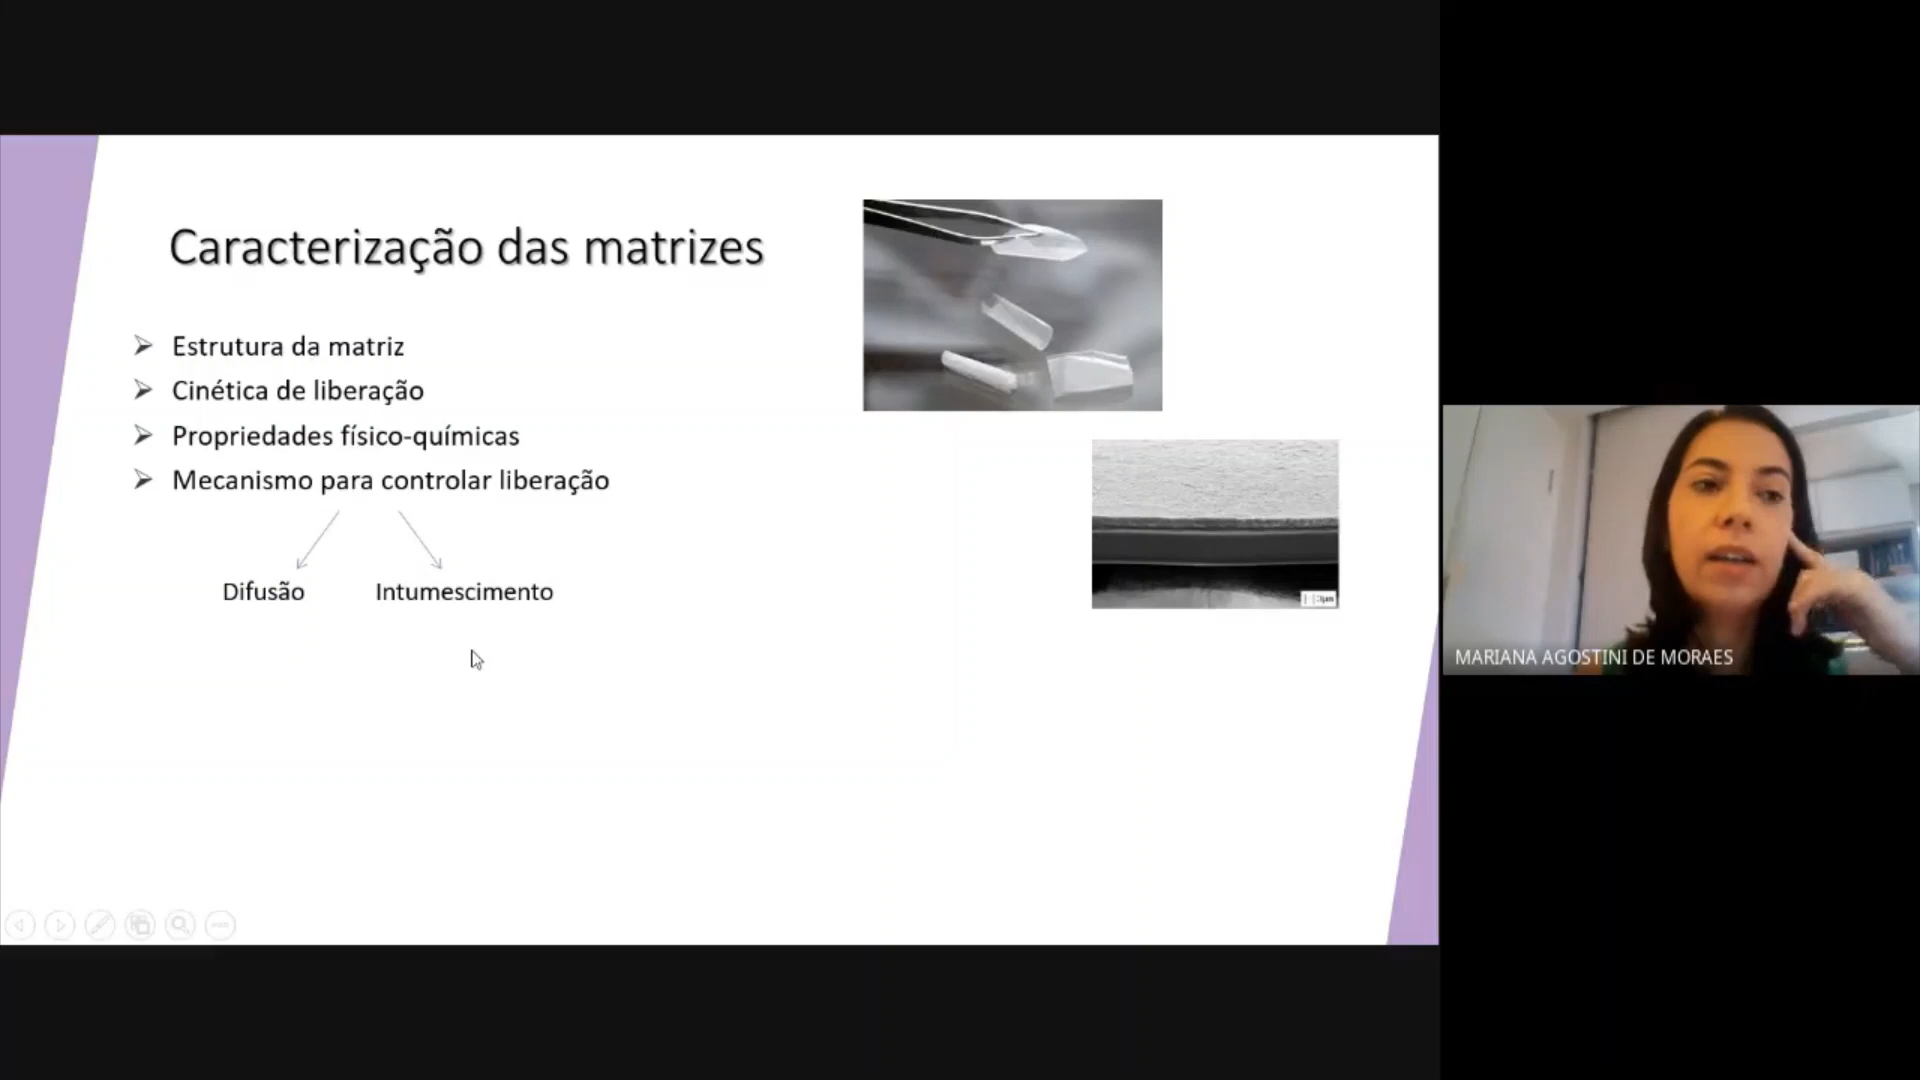 Caracterização das matrizes
Estrutura da matriz
Cinética de liberação
Propriedades físico-químicas
Mecanismo para controlar liberação
Difusão
Intumescimento
MARIANA AGOSTINI DE MORAES